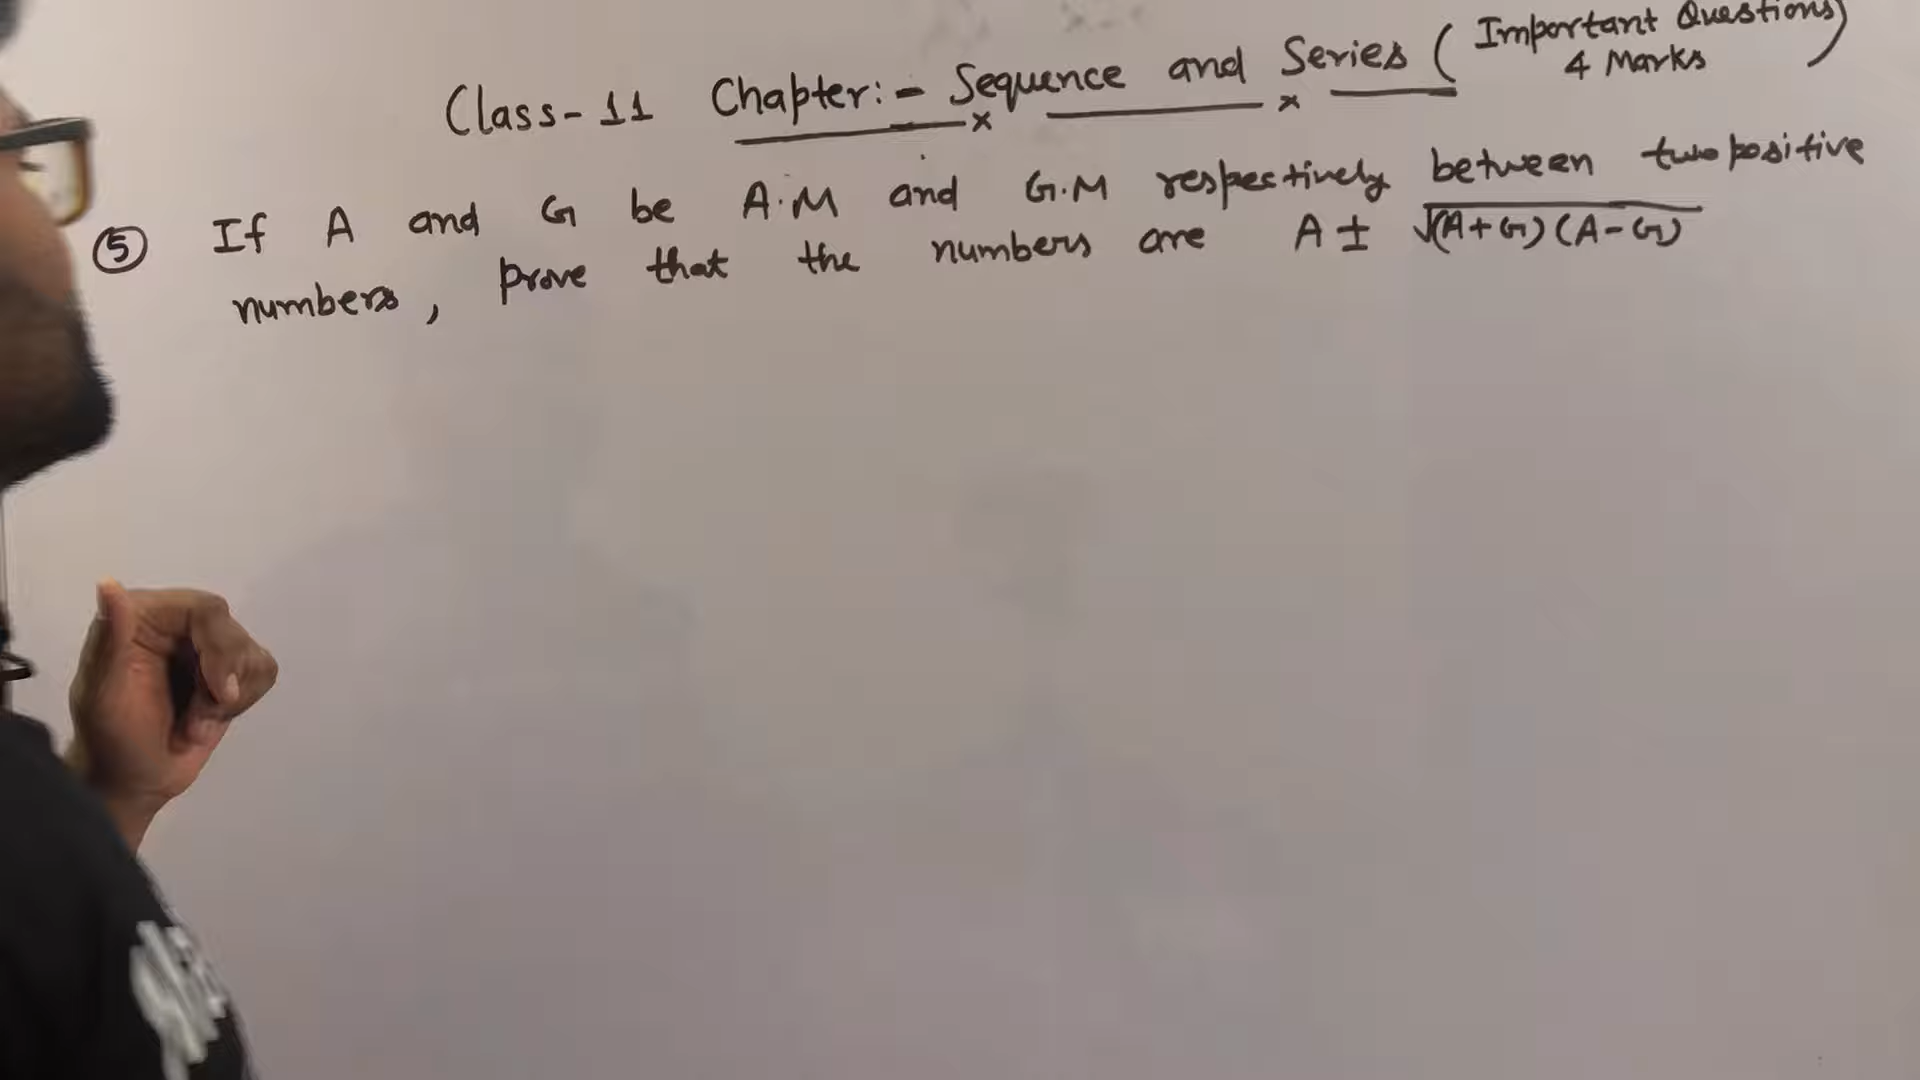 Class-11 Chapter:- Sequence and Series (Important Questions)
4 Marks
⑤ If A and G be A.M and G.M respectively between two positive
numbers, prove that the numbers are A ± √(A+G)(A-G)